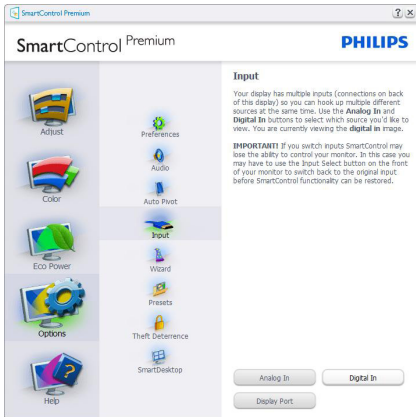 SmartControl Premium
SmartControl Premium
PHILIPS
Adjust
Color
Eco Power
Options
Help
Preferences
Audio
Auto Pivot
Input
Wizard
Presets
Theft Deterrence
SmartDesktop
Input
Your display has multiple inputs (connections on back
of this display) so you can hook up multiple different
sources at the same time. Use the Analog In and
Digital In buttons to select which source you'd like to
view. You are currently viewing the digital in image.
IMPORTANT! If you switch inputs SmartControl may
lose the ability to control your monitor. In this case you
may have to use the Input Select button on the front
of your monitor to switch back to the original input
before SmartControl functionality can be restored.
Analog In
Digital In
Display Port